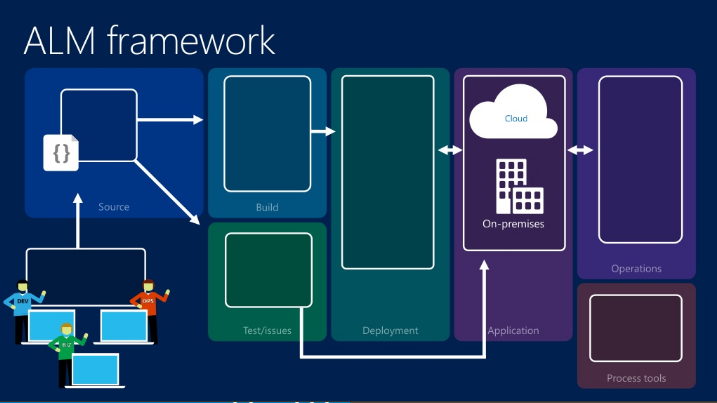 ALM framework
{}
Source
Build
Test/issues
Deployment
Cloud
On-premises
Application
Operations
Process tools
DEV
OPS